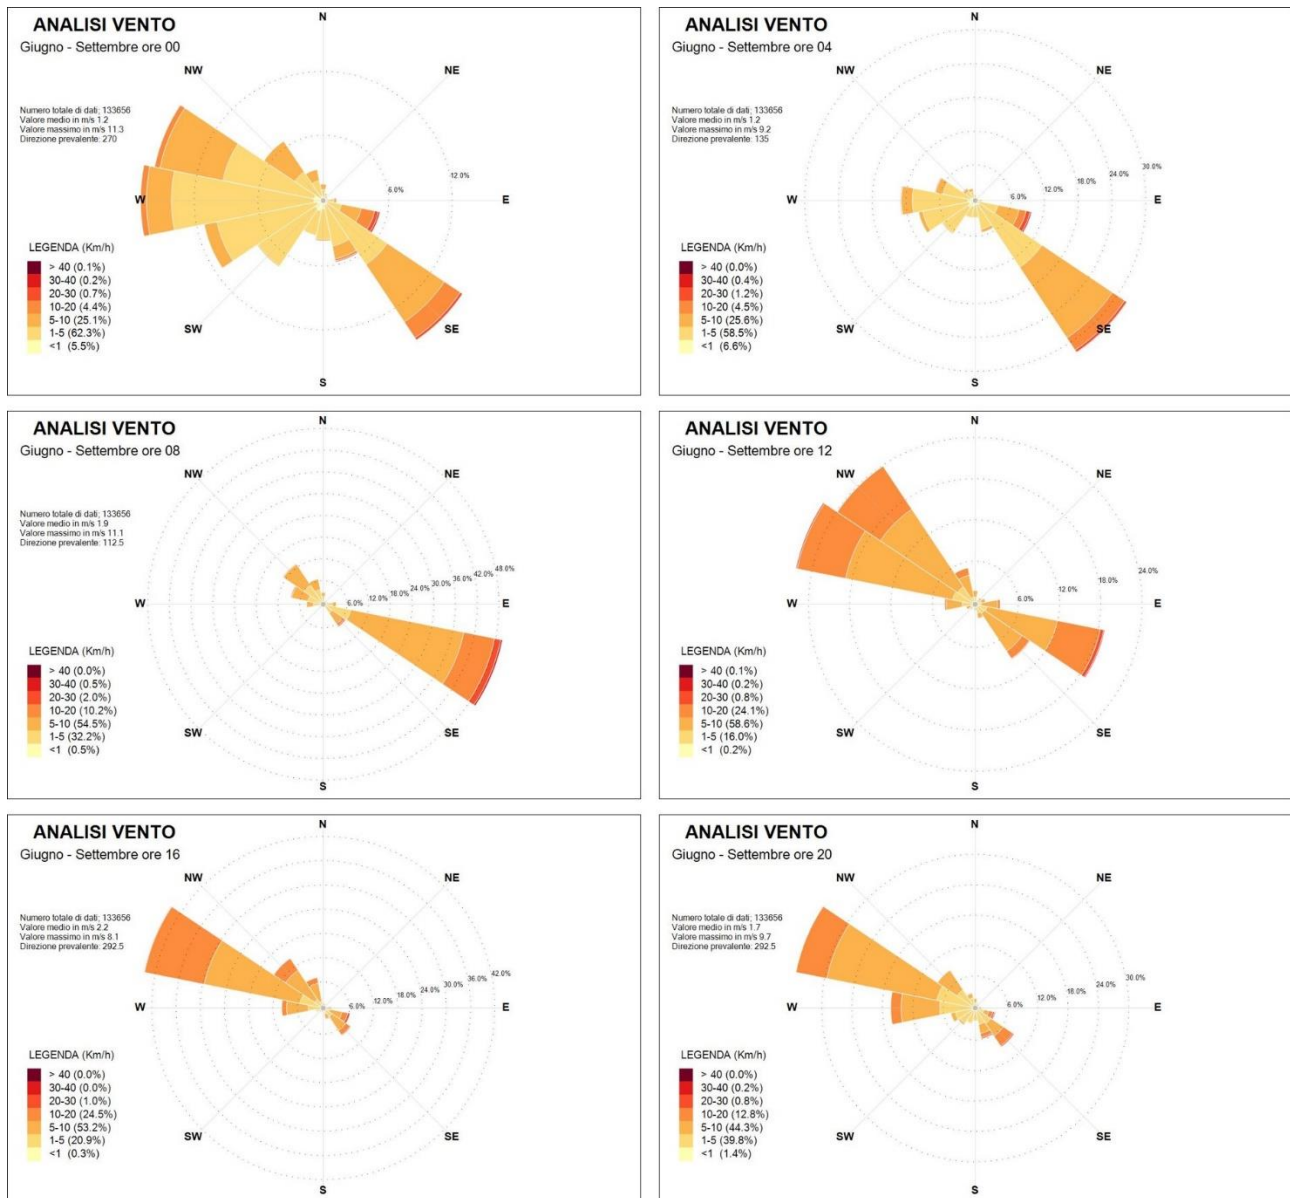 ANALISI VENTO
Giugno - Settembre ore 00
Numero totale di dati; 133656
Valore medio in m/s 1.2
Valore massimo in m/s 11.3
Direzione prevalente: 270
N
NW
NE
12.0%
6.0%
W
E
LEGENDA (Km/h)
> 40 (0.1%)
30-40 (0.2%)
20-30 (0.7%)
10-20 (4.4%)
5-10 (25.1%)
1-5 (62.3%)
<1 (5.5%)
SW
SE
S
ANALISI VENTO
Giugno - Settembre ore 04
Numero totale di dati; 133656
Valore medio in m/s 1.2
Valore massimo in m/s 9.2
Direzione prevalente: 135
N
NW
NE
30.0%
24.0%
18.0%
12.0%
6.0%
W
E
LEGENDA (Km/h)
> 40 (0.0%)
30-40 (0.4%)
20-30 (1.2%)
10-20 (4.5%)
5-10 (25.6%)
1-5 (58.5%)
<1 (6.6%)
SW
SE
S
ANALISI VENTO
Giugno - Settembre ore 08
Numero totale di dati; 133656
Valore medio in m/s 1.9
Valore massimo in m/s 11.1
Direzione prevalente: 112.5
N
NW
NE
6.0% 12.0% 18.0% 24.0% 30.0% 36.0% 42.0% 48.0%
W
E
LEGENDA (Km/h)
> 40 (0.0%)
30-40 (0.5%)
20-30 (2.0%)
10-20 (10.2%)
5-10 (54.5%)
1-5 (32.2%)
<1 (0.5%)
SW
SE
S
ANALISI VENTO
Giugno - Settembre ore 12
Numero totale di dati; 133656
Valore medio in m/s
Valore massimo in m/s
Direzione prevalente:
N
NW
NE
24.0%
18.0%
12.0%
6.0%
W
E
LEGENDA (Km/h)
> 40 (0.1%)
30-40 (0.2%)
20-30 (0.8%)
10-20 (24.1%)
5-10 (58.6%)
1-5 (16.0%)
<1 (0.2%)
SW
SE
S
ANALISI VENTO
Giugno - Settembre ore 16
Numero totale di dati; 133656
Valore medio in m/s 2.2
Valore massimo in m/s 8.1
Direzione prevalente: 292.5
N
NW
NE
6.0% 12.0% 18.0% 24.0% 30.0% 36.0% 42.0%
W
E
LEGENDA (Km/h)
> 40 (0.0%)
30-40 (0.0%)
20-30 (1.0%)
10-20 (24.5%)
5-10 (53.2%)
1-5 (20.9%)
<1 (0.3%)
SW
SE
S
ANALISI VENTO
Giugno - Settembre ore 20
Numero totale di dati; 133656
Valore medio in m/s 1.7
Valore massimo in m/s 9.7
Direzione prevalente: 292.5
N
NW
NE
6.0% 12.0% 18.0% 24.0% 30.0%
W
E
LEGENDA (Km/h)
> 40 (0.0%)
30-40 (0.2%)
20-30 (0.8%)
10-20 (12.8%)
5-10 (44.3%)
1-5 (39.8%)
<1 (1.4%)
SW
SE
S